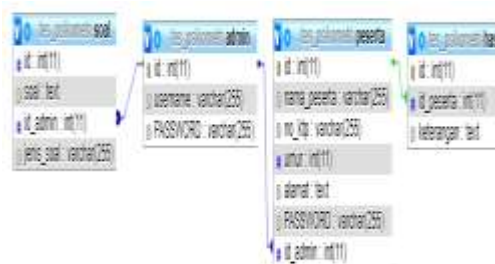 tes_psikometri soal
id : int(11)
soal : text
id_admin : int(11)
jenis_soal : varchar(255)
tes_psikometri admin
id : int(11)
username : varchar(255)
PASSWORD : varchar(255)
peserta
id : int(11)
nama_peserta : varchar(255)
no_ktp : varchar(255)
umur : int(11)
alamat : text
PASSWORD : varchar(255)
id_admin : int(11)
id : int(11)
id_peserta : int(11)
keterangan : text